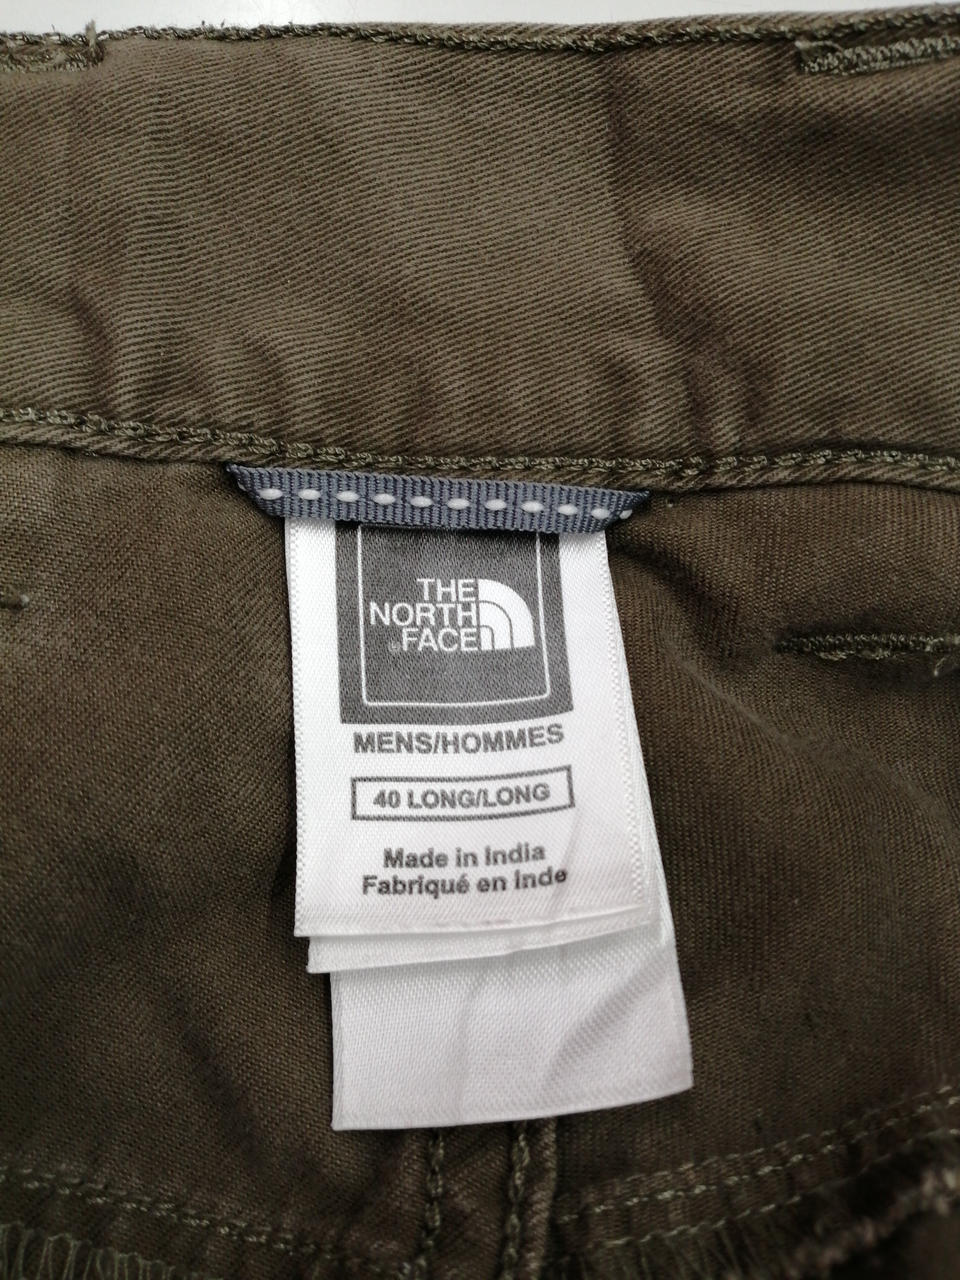 THE
NORTH
FACE
MENS/HOMMES
40 LONG/LONG
Made in India
Fabriqué en Inde